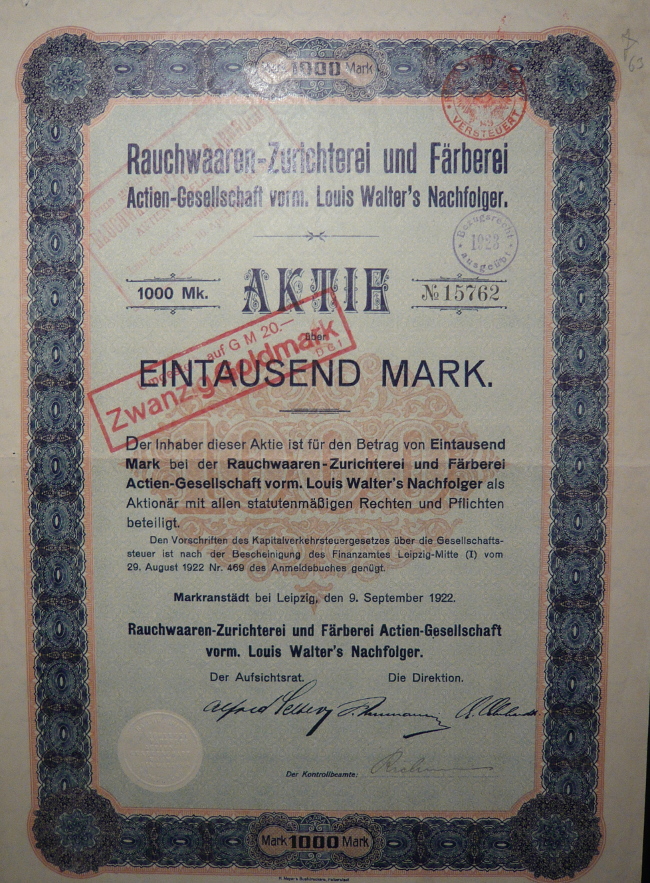 1000 Mark
VERSTEUERT
Rauchwaaren-Zurichterei und Färberei
Actien-Gesellschaft vorm. Louis Walter's Nachfolger.
Bezugsrecht
1923
ausgeübt
1000 Mk.
AKTIE
№ 15762
auf G M 20.—
über
Zwanzig Goldmark
EINTAUSEND MARK.
Der Inhaber dieser Aktie ist für den Betrag von Eintausend
Mark bei der Rauchwaaren-Zurichterei und Färberei
Actien-Gesellschaft vorm. Louis Walter's Nachfolger als
Aktionär mit allen statutenmäßigen Rechten und Pflichten
beteiligt.
Den Vorschriften des Kapitalverkehrsteuergesetzes über die Gesellschafts-
steuer ist nach der Bescheinigung des Finanzamtes Leipzig-Mitte (I) vom
29. August 1922 Nr. 469 des Anmeldebuches genügt.
Markranstädt bei Leipzig, den 9. September 1922.
Rauchwaaren-Zurichterei und Färberei Actien-Gesellschaft
vorm. Louis Walter's Nachfolger.
Der Aufsichtsrat. Die Direktion.
Alfred
Der Kontrollbeamte:
Mark 1000 Mark